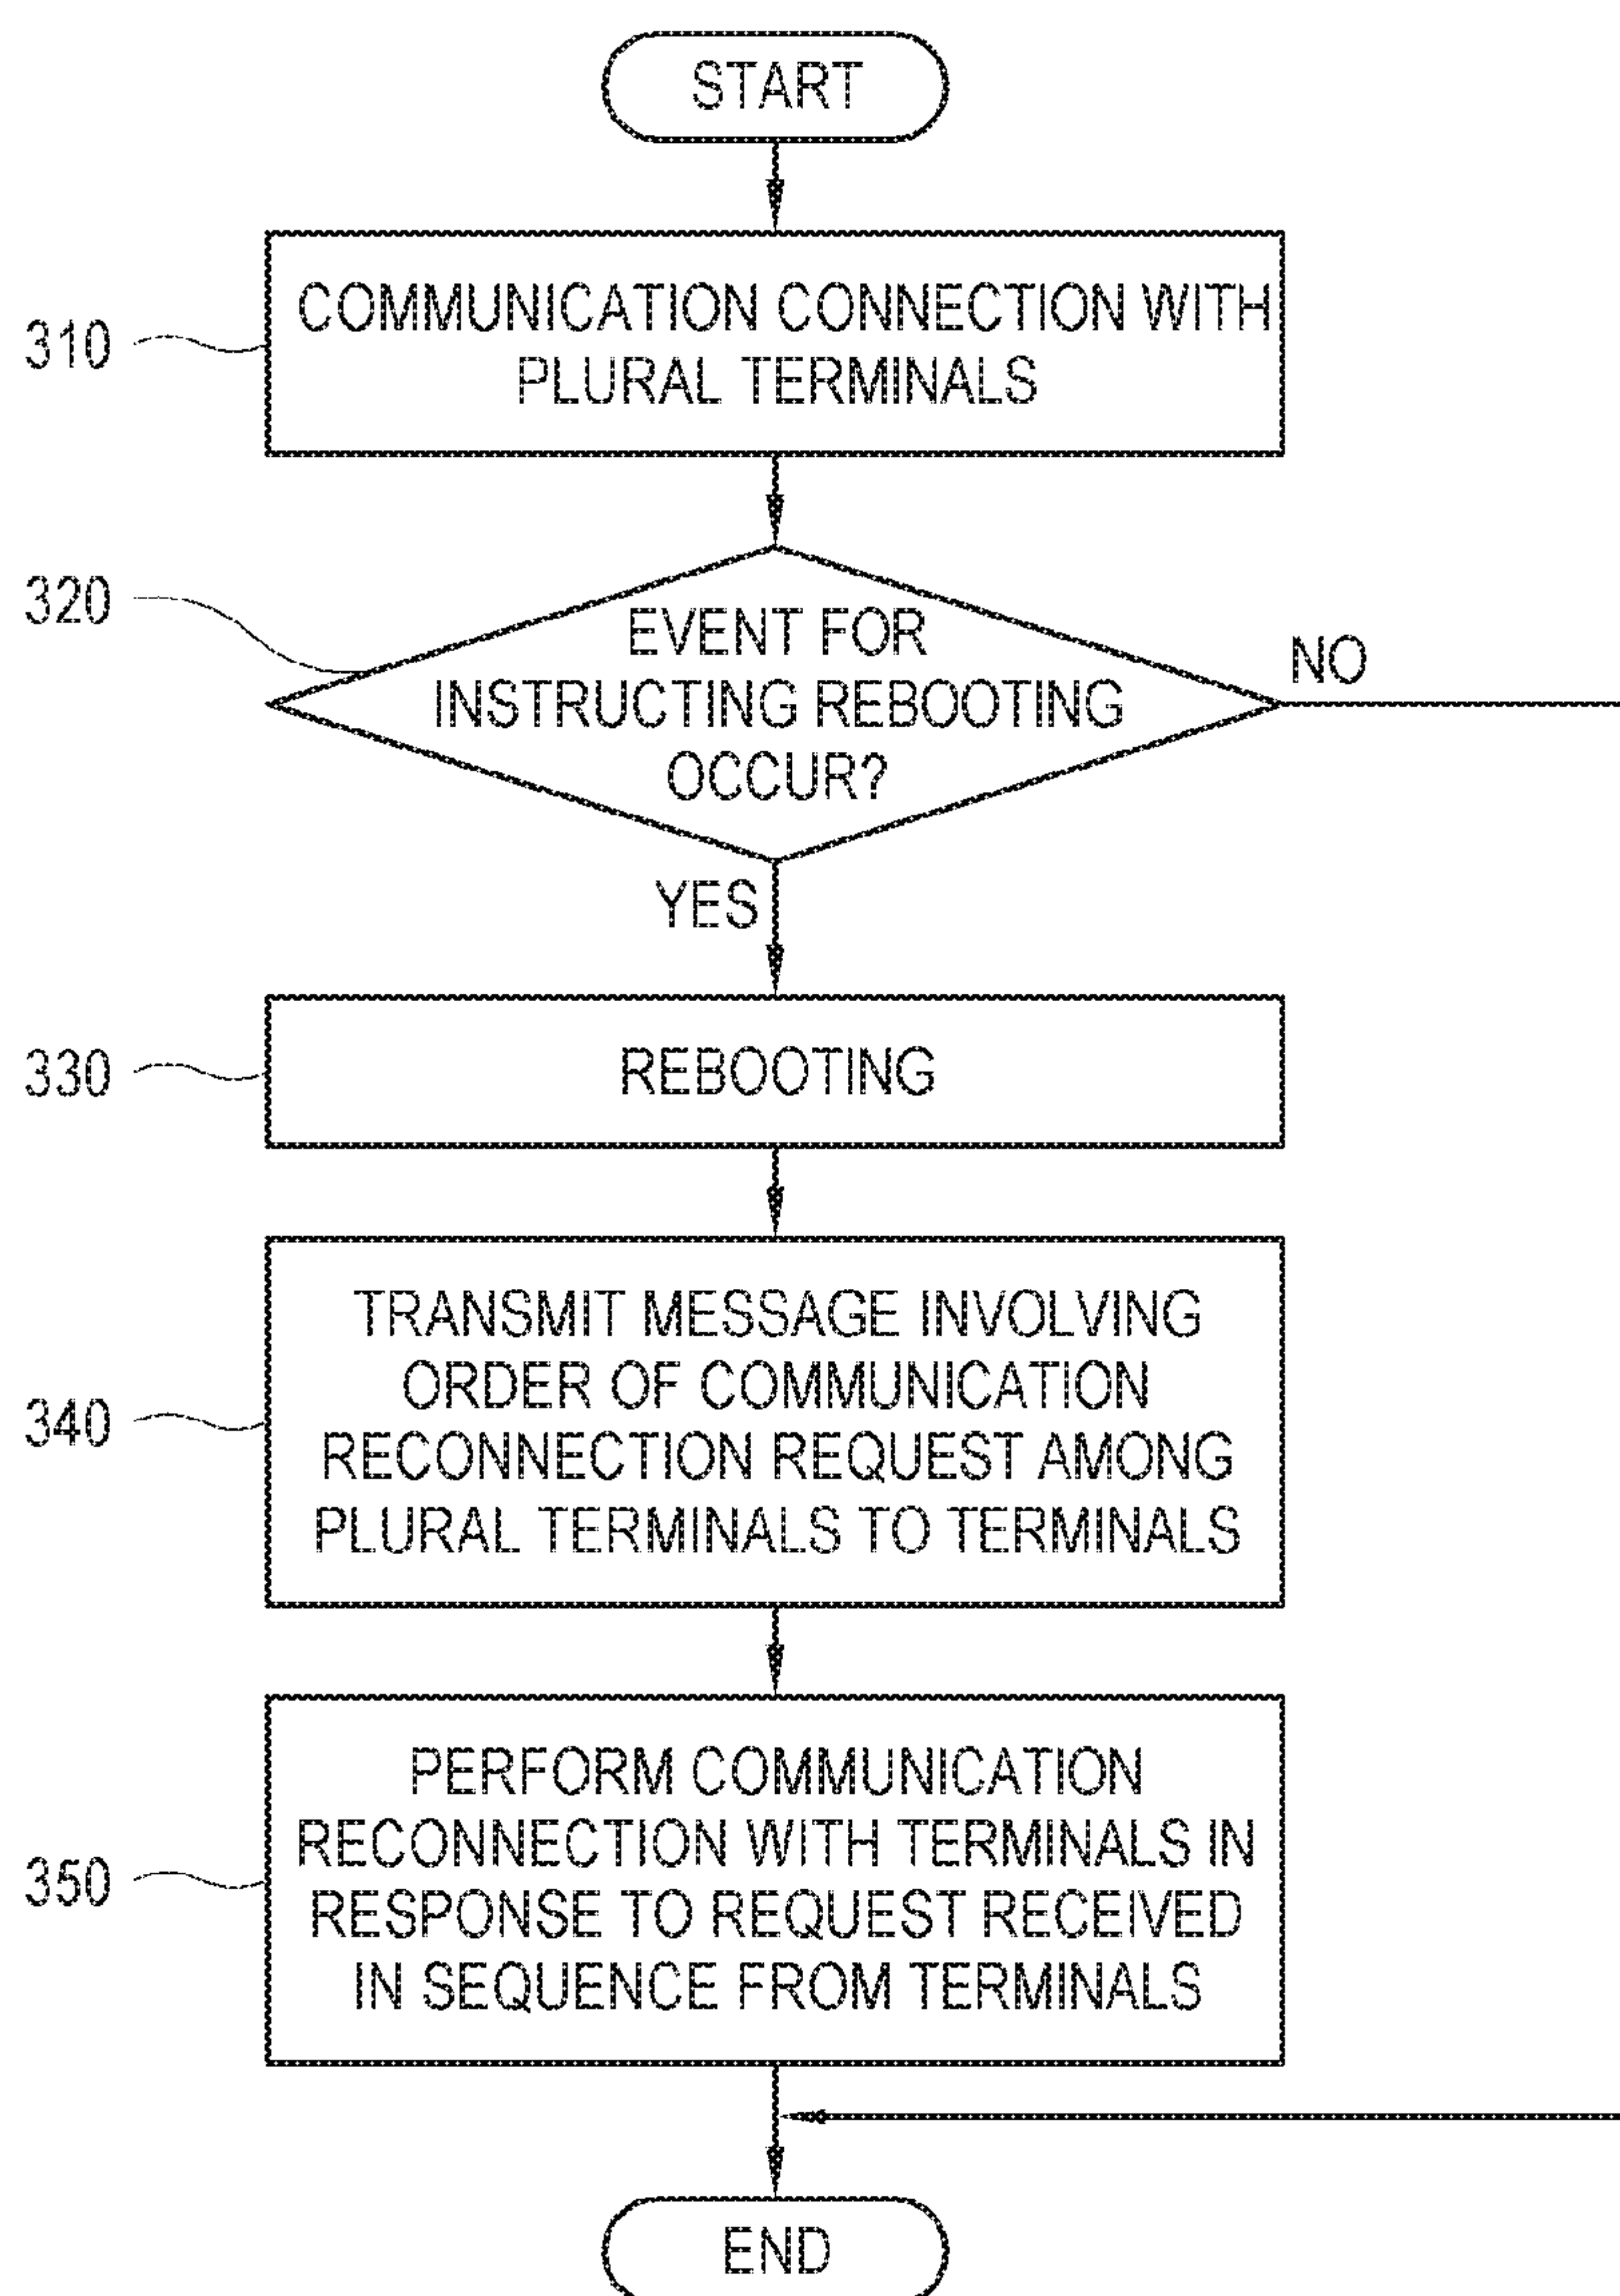 START
310
COMMUNICATION CONNECTION WITH
PLURAL TERMINALS
320
EVENT FOR
INSTRUCTING REBOOTING
OCCUR?
NO
YES
330
REBOOTING
340
TRANSMIT MESSAGE INVOLVING
ORDER OF COMMUNICATION
RECONNECTION REQUEST AMONG
PLURAL TERMINALS TO TERMINALS
350
PERFORM COMMUNICATION
RECONNECTION WITH TERMINALS IN
RESPONSE TO REQUEST RECEIVED
IN SEQUENCE FROM TERMINALS
END